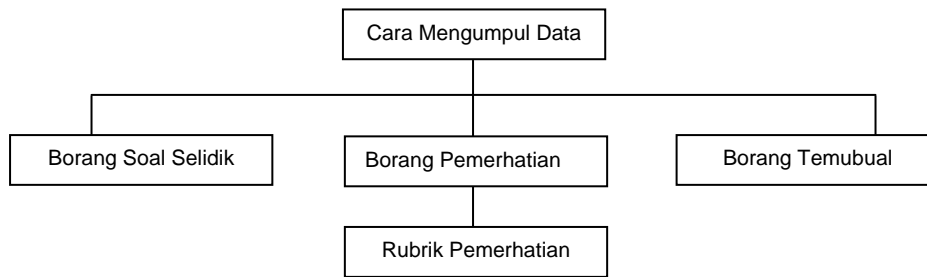 Cara Mengumpul Data
Borang Soal Selidik
Borang Pemerhatian
Borang Temubual
Rubrik Pemerhatian